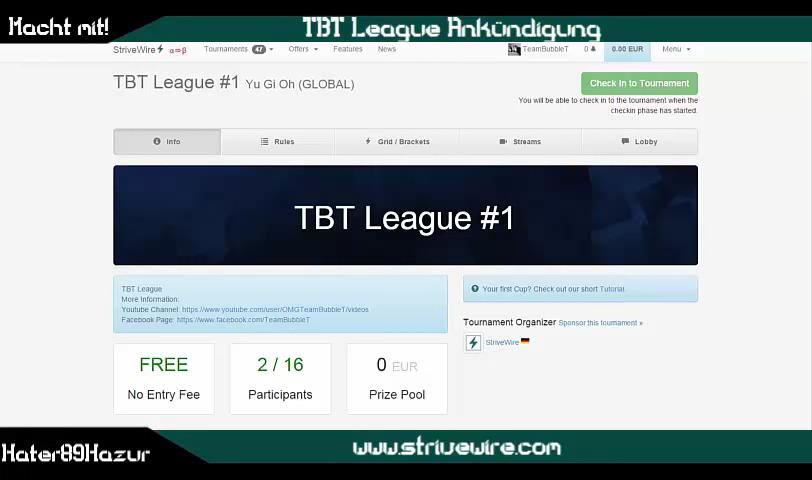 Macht mit!
TBT League Ankündigung
StriveWire α⇒β
Tournaments 47
Offers
Features
News
TeamBubbleT
0
0.00 EUR
Menu
TBT League #1 Yu Gi Oh (GLOBAL)
Check In to Tournament
You will be able to check in to the tournament when the
checkin phase has started.
Info
Rules
Grid / Brackets
Streams
Lobby
TBT League #1
TBT League
More Information:
Youtube Channel: https://www.youtube.com/user/OMGTeamBubbleT/videos
Facebook Page: https://www.facebook.com/TeamBubbleT
Your first Cup? Check out our short Tutorial.
Tournament Organizer Sponsor this tournament »
StriveWire
FREE
No Entry Fee
2 / 16
Participants
0 EUR
Prize Pool
Hater89Hazur
www.strivewire.com